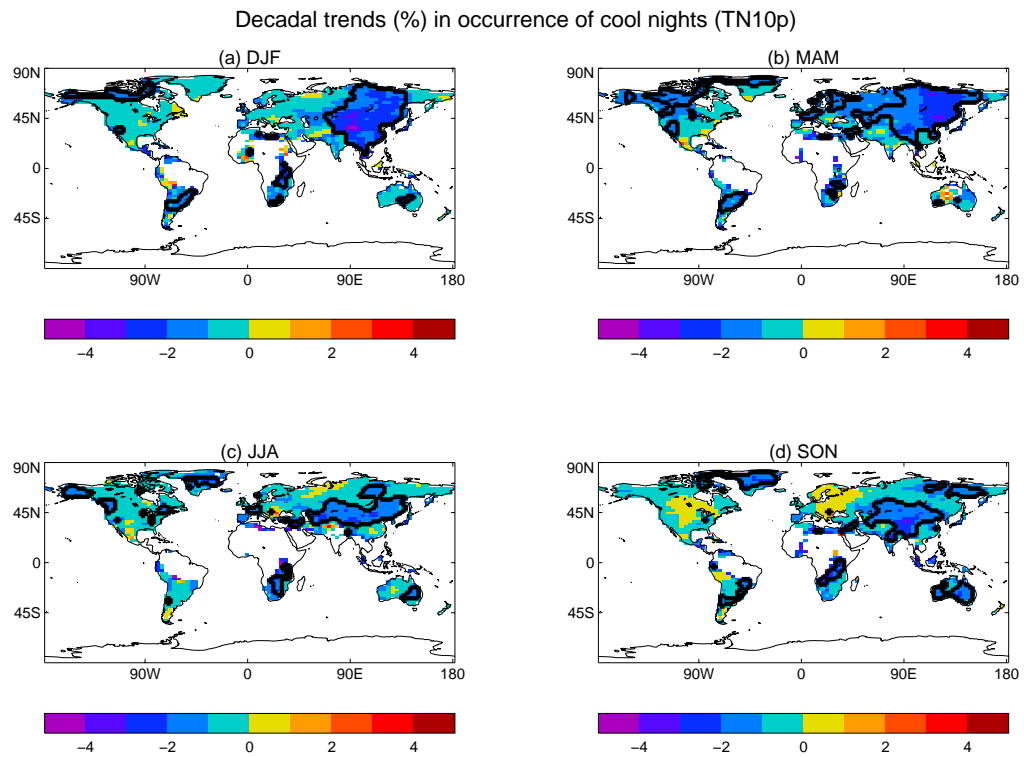 Decadal trends (%) in occurrence of cool nights (TN10p)
(a) DJF
90N
45N
0
45S
90W 0 90E 180
−4 −2 0 2 4
(b) MAM
90N
45N
0
45S
90W 0 90E 180
−4 −2 0 2 4
(c) JJA
90N
45N
0
45S
90W 0 90E 180
−4 −2 0 2 4
(d) SON
90N
45N
0
45S
90W 0 90E 180
−4 −2 0 2 4